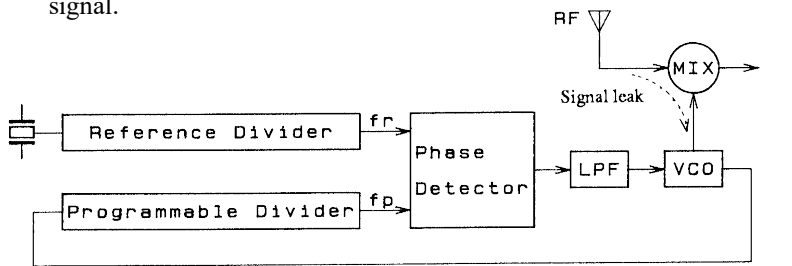 signal.
RF
MIX
Signal leak
Reference Divider
fr
Phase
Detector
LPF
VCO
Programmable Divider
fp